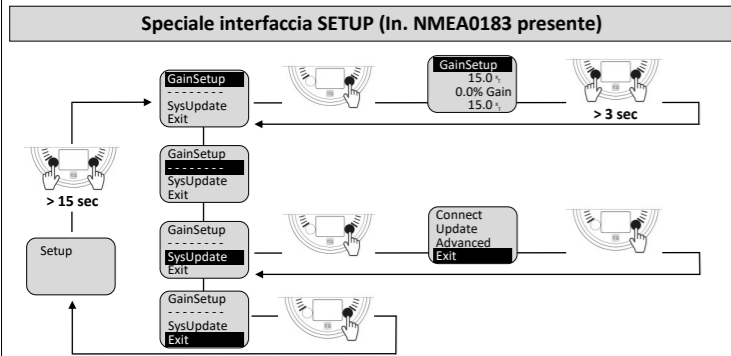 Speciale interfaccia SETUP (In. NMEA0183 presente)
GainSetup
- - - - - - - -
SysUpdate
Exit
GainSetup
15.0
0.0% Gain
15.0
> 3 sec
GainSetup
- - - - - - - -
SysUpdate
Exit
> 15 sec
Setup
GainSetup
- - - - - - - -
SysUpdate
Exit
Connect
Update
Advanced
Exit
GainSetup
- - - - - - - -
SysUpdate
Exit